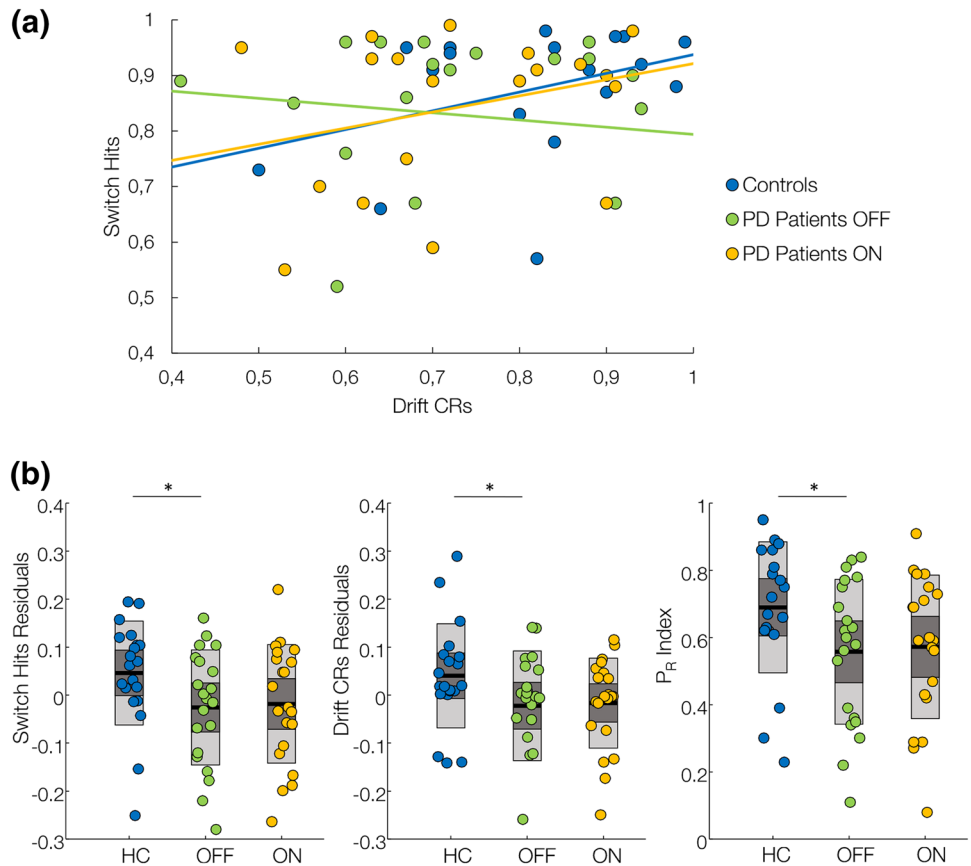 (a)
1
0,9
0,8
0,7
0,6
0,5
0,4
Switch Hits
0,4 0,5 0,6 0,7 0,8 0,9 1
Drift CRs
Controls
PD Patients OFF
PD Patients ON
(b)
*
0.4
0.3
0.2
0.1
0
-0.1
-0.2
-0.3
Switch Hits Residuals
HC OFF ON
*
0.4
0.3
0.2
0.1
0
-0.1
-0.2
-0.3
Drift CRs Residuals
HC OFF ON
*
1
0.8
0.6
0.4
0.2
0
PR Index
HC OFF ON